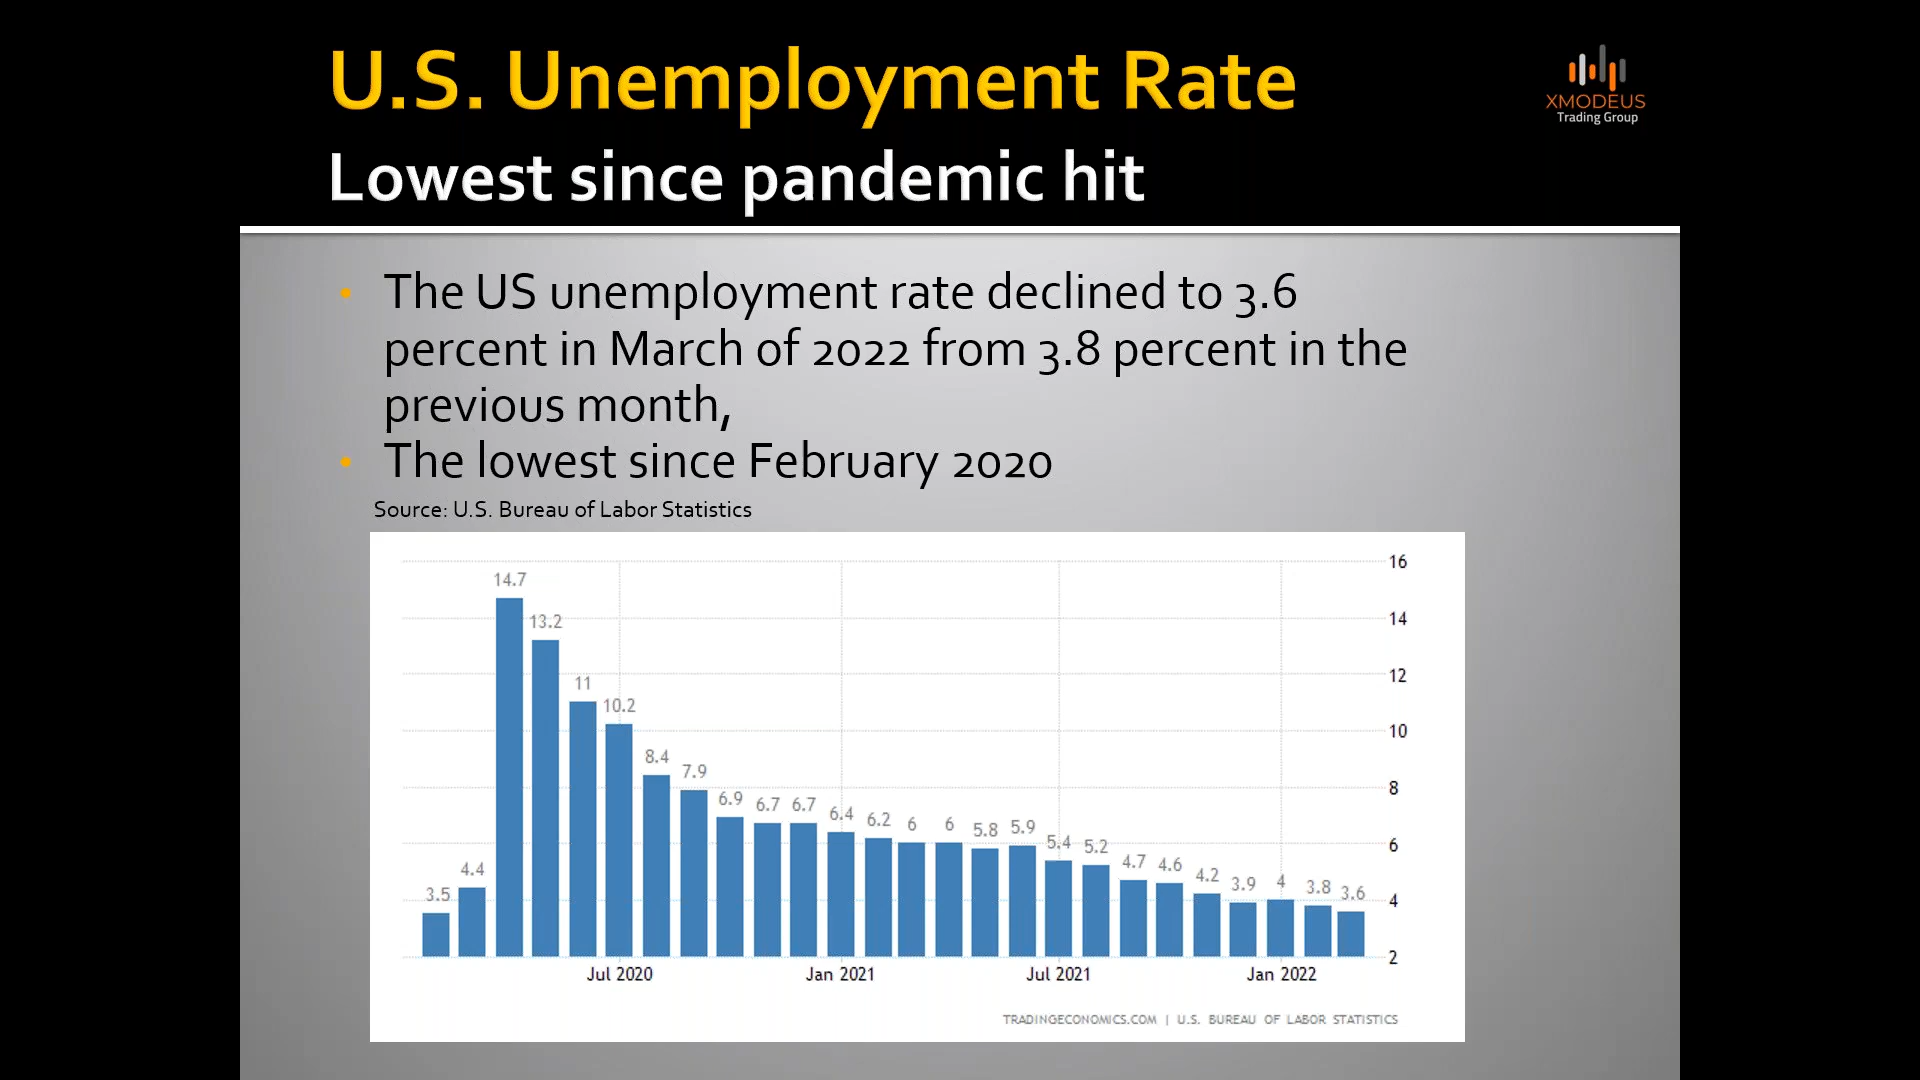 U.S. Unemployment Rate
Lowest since pandemic hit
XMODEUS
Trading Group
• The US unemployment rate declined to 3.6
percent in March of 2022 from 3.8 percent in the
previous month,
• The lowest since February 2020
Source: U.S. Bureau of Labor Statistics
16
14
12
10
8
6
4
2
3.5
4.4
14.7
13.2
11
10.2
8.4
7.9
6.9
6.7
6.7
6.4
6.2
6
6
5.8
5.9
5.4
5.2
4.7
4.6
4.2
3.9
4
3.8
3.6
Jul 2020
Jan 2021
Jul 2021
Jan 2022
TRADINGECONOMICS.COM | U.S. BUREAU OF LABOR STATISTICS